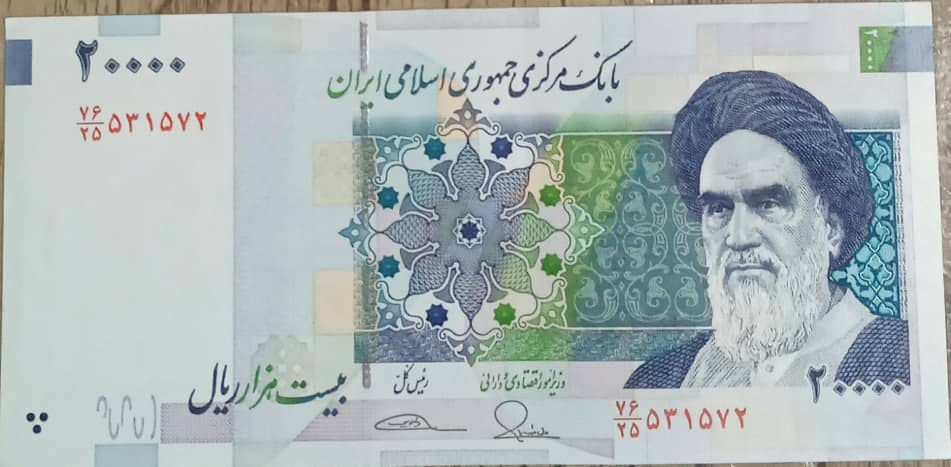 ۲۰۰۰۰
۲۰۰۰۰
بانک مرکزی جمهوری اسلامی ایران
۷۶/۲۵ ۵۳۱۵۷۲
بیست هزار ریال
رئیس کل
وزیر امور اقتصادی و دارائی
۲۰۰۰۰
۷۶/۲۵ ۵۳۱۵۷۲